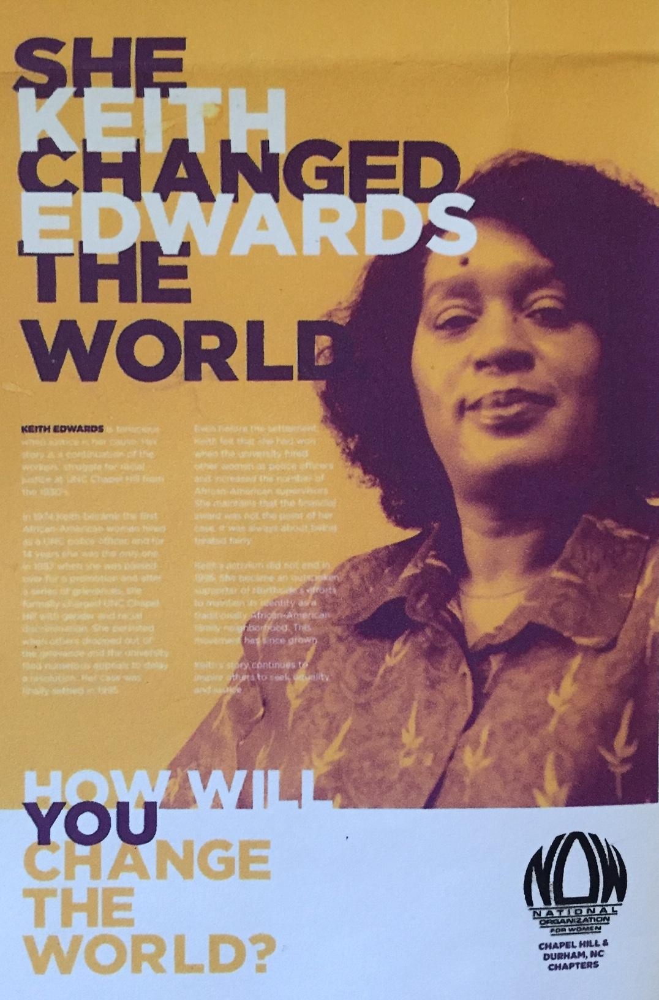 SHE
KEITH
CHANGED
EDWARDS
THE
WORLD.
KEITH EDWARDS is tenacious
when justice is her cause. Her
story is a continuation of the
workers' struggle for racial
justice at UNC Chapel Hill from
the 1930's.
In 1974 Keith became the first
African-American woman hired
as a UNC police officer, and for
14 years she was the only one.
In 1987 when she was passed
over for a promotion and after
a series of grievances, she
formally charged UNC Chapel
Hill with gender and racial
discrimination. She persisted
when others dropped out of
the grievance and the university
filed numerous appeals to delay
a resolution. Her case was
finally settled in 1995.
Even before the settlement,
Keith felt that she had won
when the university hired
other women as police officers
and increased the number of
African-American supervisors.
She maintains that the financial
award was not the point of her
case. It was always about being
treated fairly.
Keith's activism did not end in
1995. She became an outspoken
supporter of Northside's efforts
to maintain its identity as a
traditionally African-American
family neighborhood. This
movement has since grown.
Keith's story continues to
inspire others to seek equality
and justice.
HOW WILL
YOU
CHANGE
THE
WORLD?
NOW
NATIONAL
ORGANIZATION
FOR WOMEN
CHAPEL HILL &
DURHAM, NC
CHAPTERS